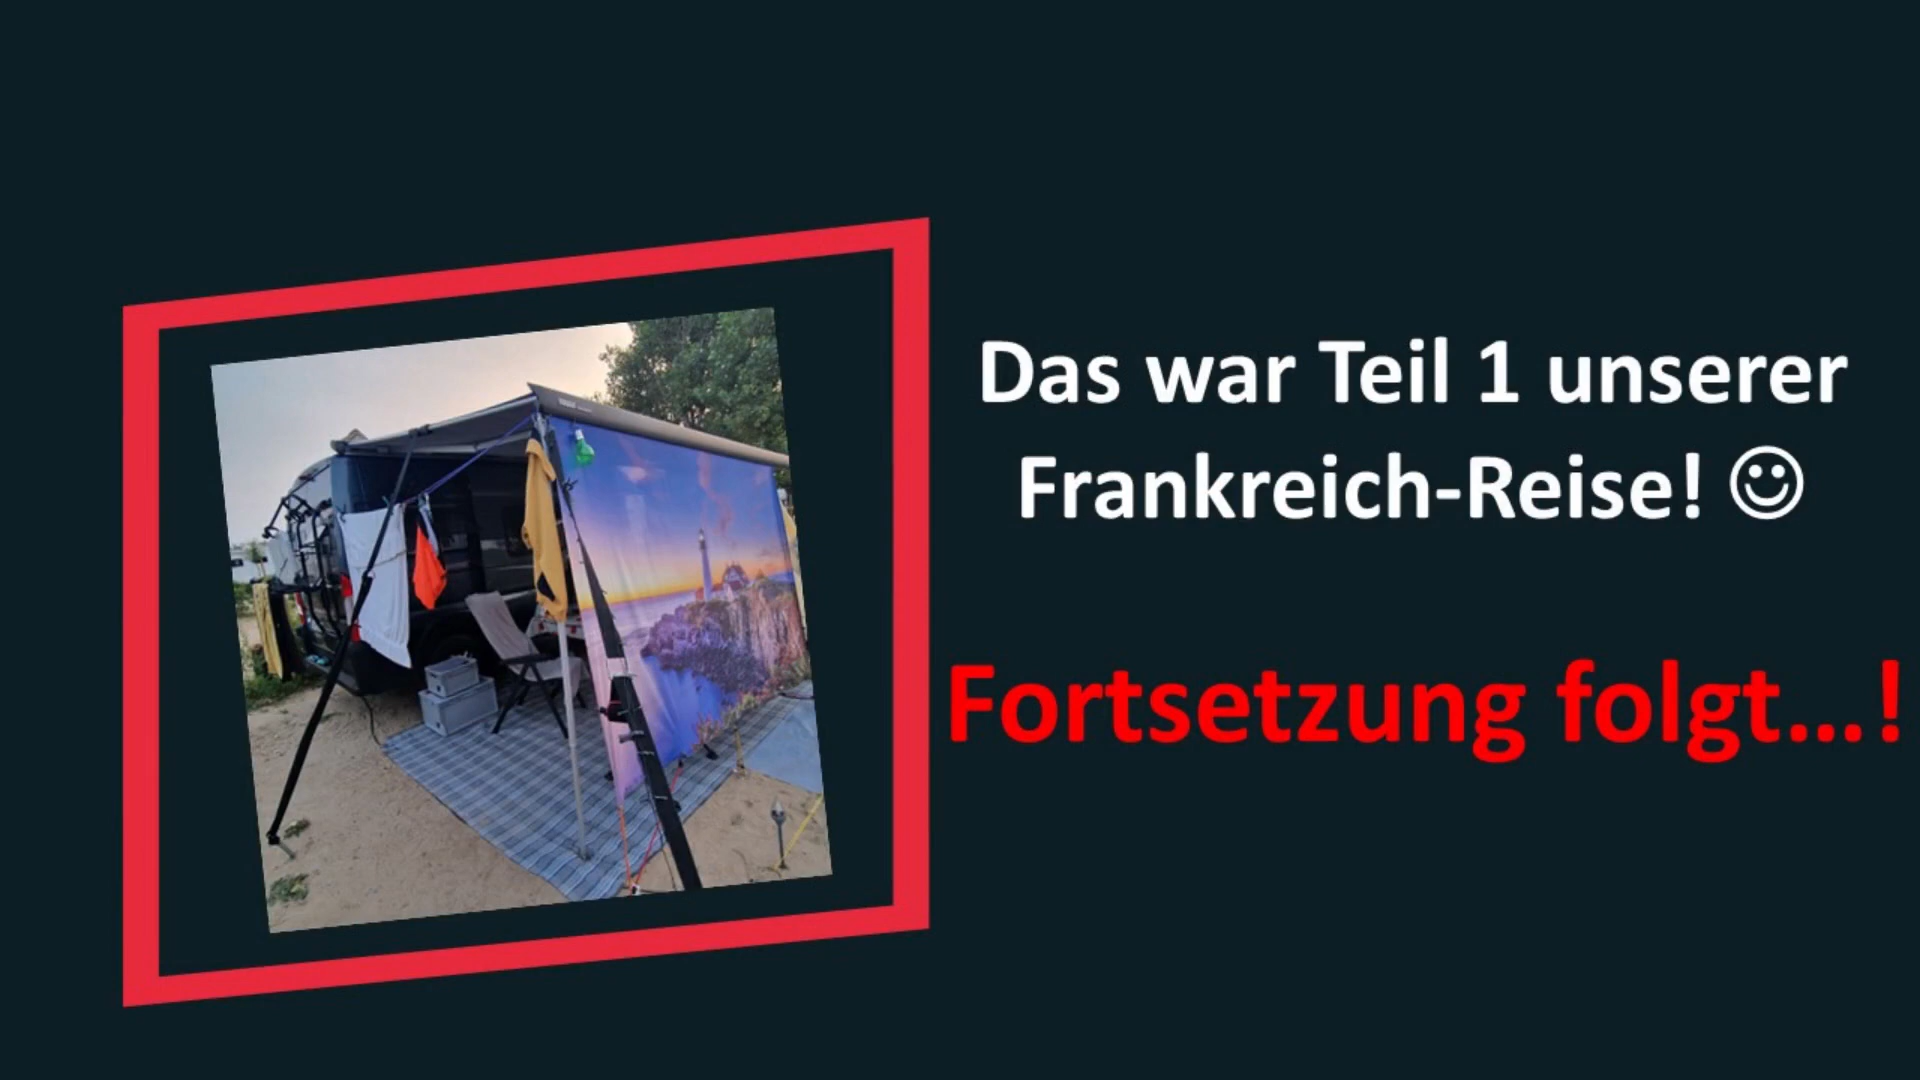 Das war Teil 1 unserer
Frankreich-Reise! ☺
Fortsetzung folgt...!